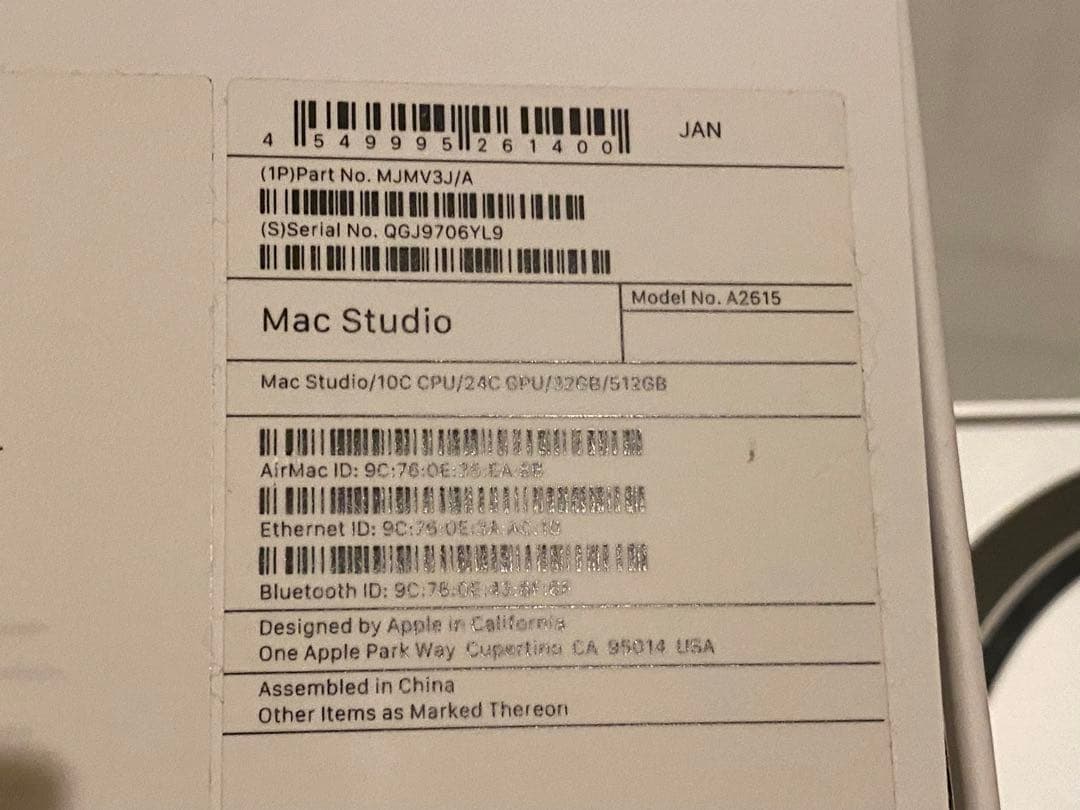 4 549995 261400 JAN
(1P)Part No. MJMV3J/A
(S)Serial No. QGJ9706YL9
Mac Studio
Model No. A2615
Mac Studio/10C CPU/24C GPU/32GB/512GB
AirMac ID:
Ethernet ID:
Bluetooth ID:
Designed by Apple in California
One Apple Park Way Cupertino CA 95014 USA
Assembled in China
Other Items as Marked Thereon